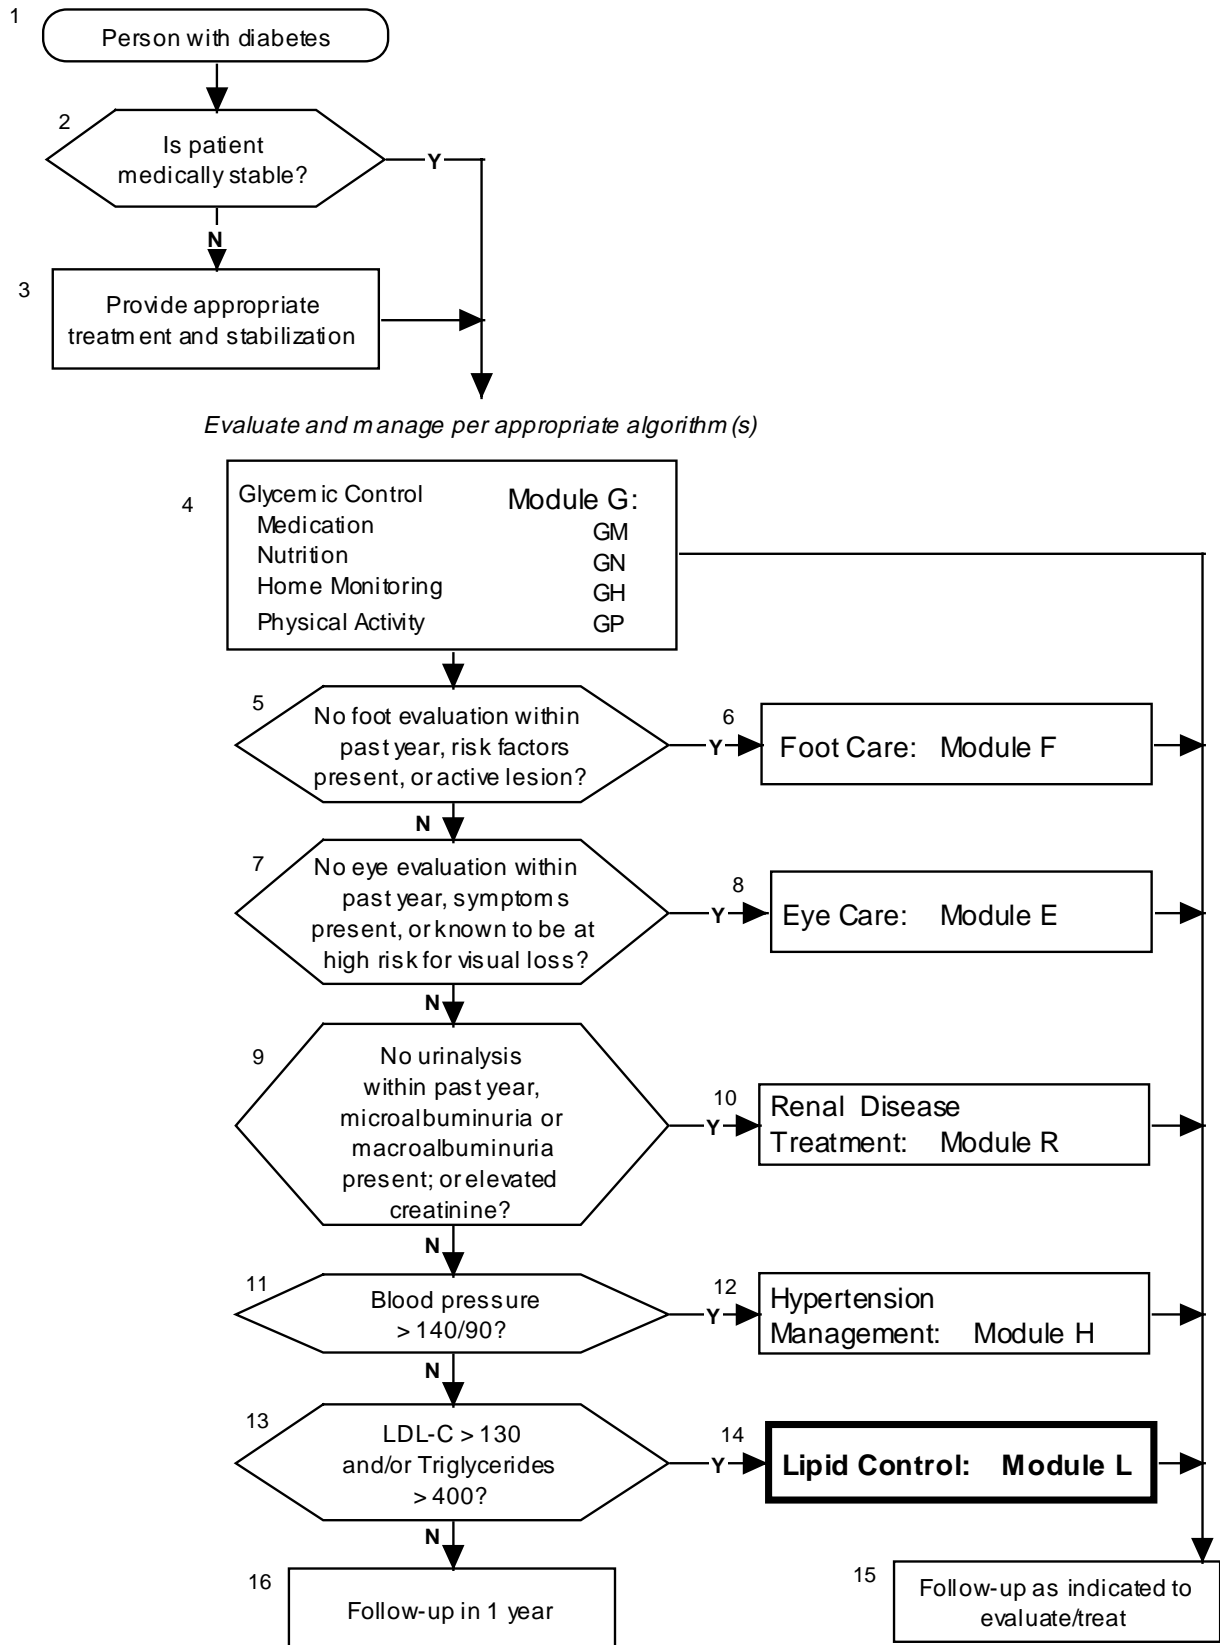 1
Person with diabetes
2
Is patient
medically stable?
Y
N
3
Provide appropriate
treatment and stabilization
Evaluate and manage per appropriate algorithm(s)
4
Glycemic Control Module G:
Medication GM
Nutrition GN
Home Monitoring GH
Physical Activity GP
5
No foot evaluation within
past year, risk factors
present, or active lesion?
Y
6
Foot Care: Module F
N
7
No eye evaluation within
past year, symptoms
present, or known to be at
high risk for visual loss?
Y
8
Eye Care: Module E
N
9
No urinalysis
within past year,
microalbuminuria or
macroalbuminuria
present; or elevated
creatinine?
Y
10
Renal Disease
Treatment: Module R
N
11
Blood pressure
> 140/90?
Y
12
Hypertension
Management: Module H
N
13
LDL-C > 130
and/or Triglycerides
> 400?
Y
14
Lipid Control: Module L
N
16
Follow-up in 1 year
15
Follow-up as indicated to
evaluate/treat